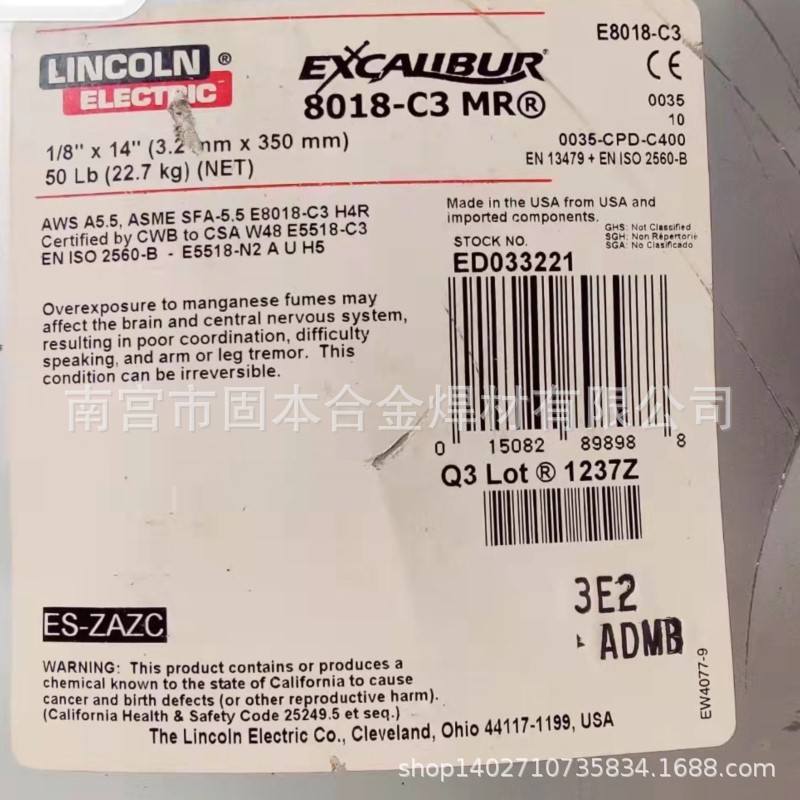 LINCOLN ®
ELECTRIC
EXCALIBUR®
8018-C3 MR®
E8018-C3
CE
0035
10
0035-CPD-C400
EN 13479 + EN ISO 2560-B
1/8" x 14" (3.2 mm x 350 mm)
50 Lb (22.7 kg) (NET)
AWS A5.5, ASME SFA-5.5 E8018-C3 H4R
Certified by CWB to CSA W48 E5518-C3
EN ISO 2560-B - E5518-N2 A U H5
Made in the USA from USA and
imported components.
GHS: Not Classified
SGH: Non Répertorié
SGA: No Clasificado
STOCK NO.
ED033221
Overexposure to manganese fumes may
affect the brain and central nervous system,
resulting in poor coordination, difficulty
speaking, and arm or leg tremor. This
condition can be irreversible.
南宫市固本合金焊材有限公司
0 15082 89898 8
Q3 Lot ® 1237Z
3E2
ADMB
ES-ZAZC
WARNING: This product contains or produces a
chemical known to the state of California to cause
cancer and birth defects (or other reproductive harm).
(California Health & Safety Code 25249.5 et seq.)
EW4077-9
The Lincoln Electric Co., Cleveland, Ohio 44117-1199, USA
shop1402710735834.1688.com